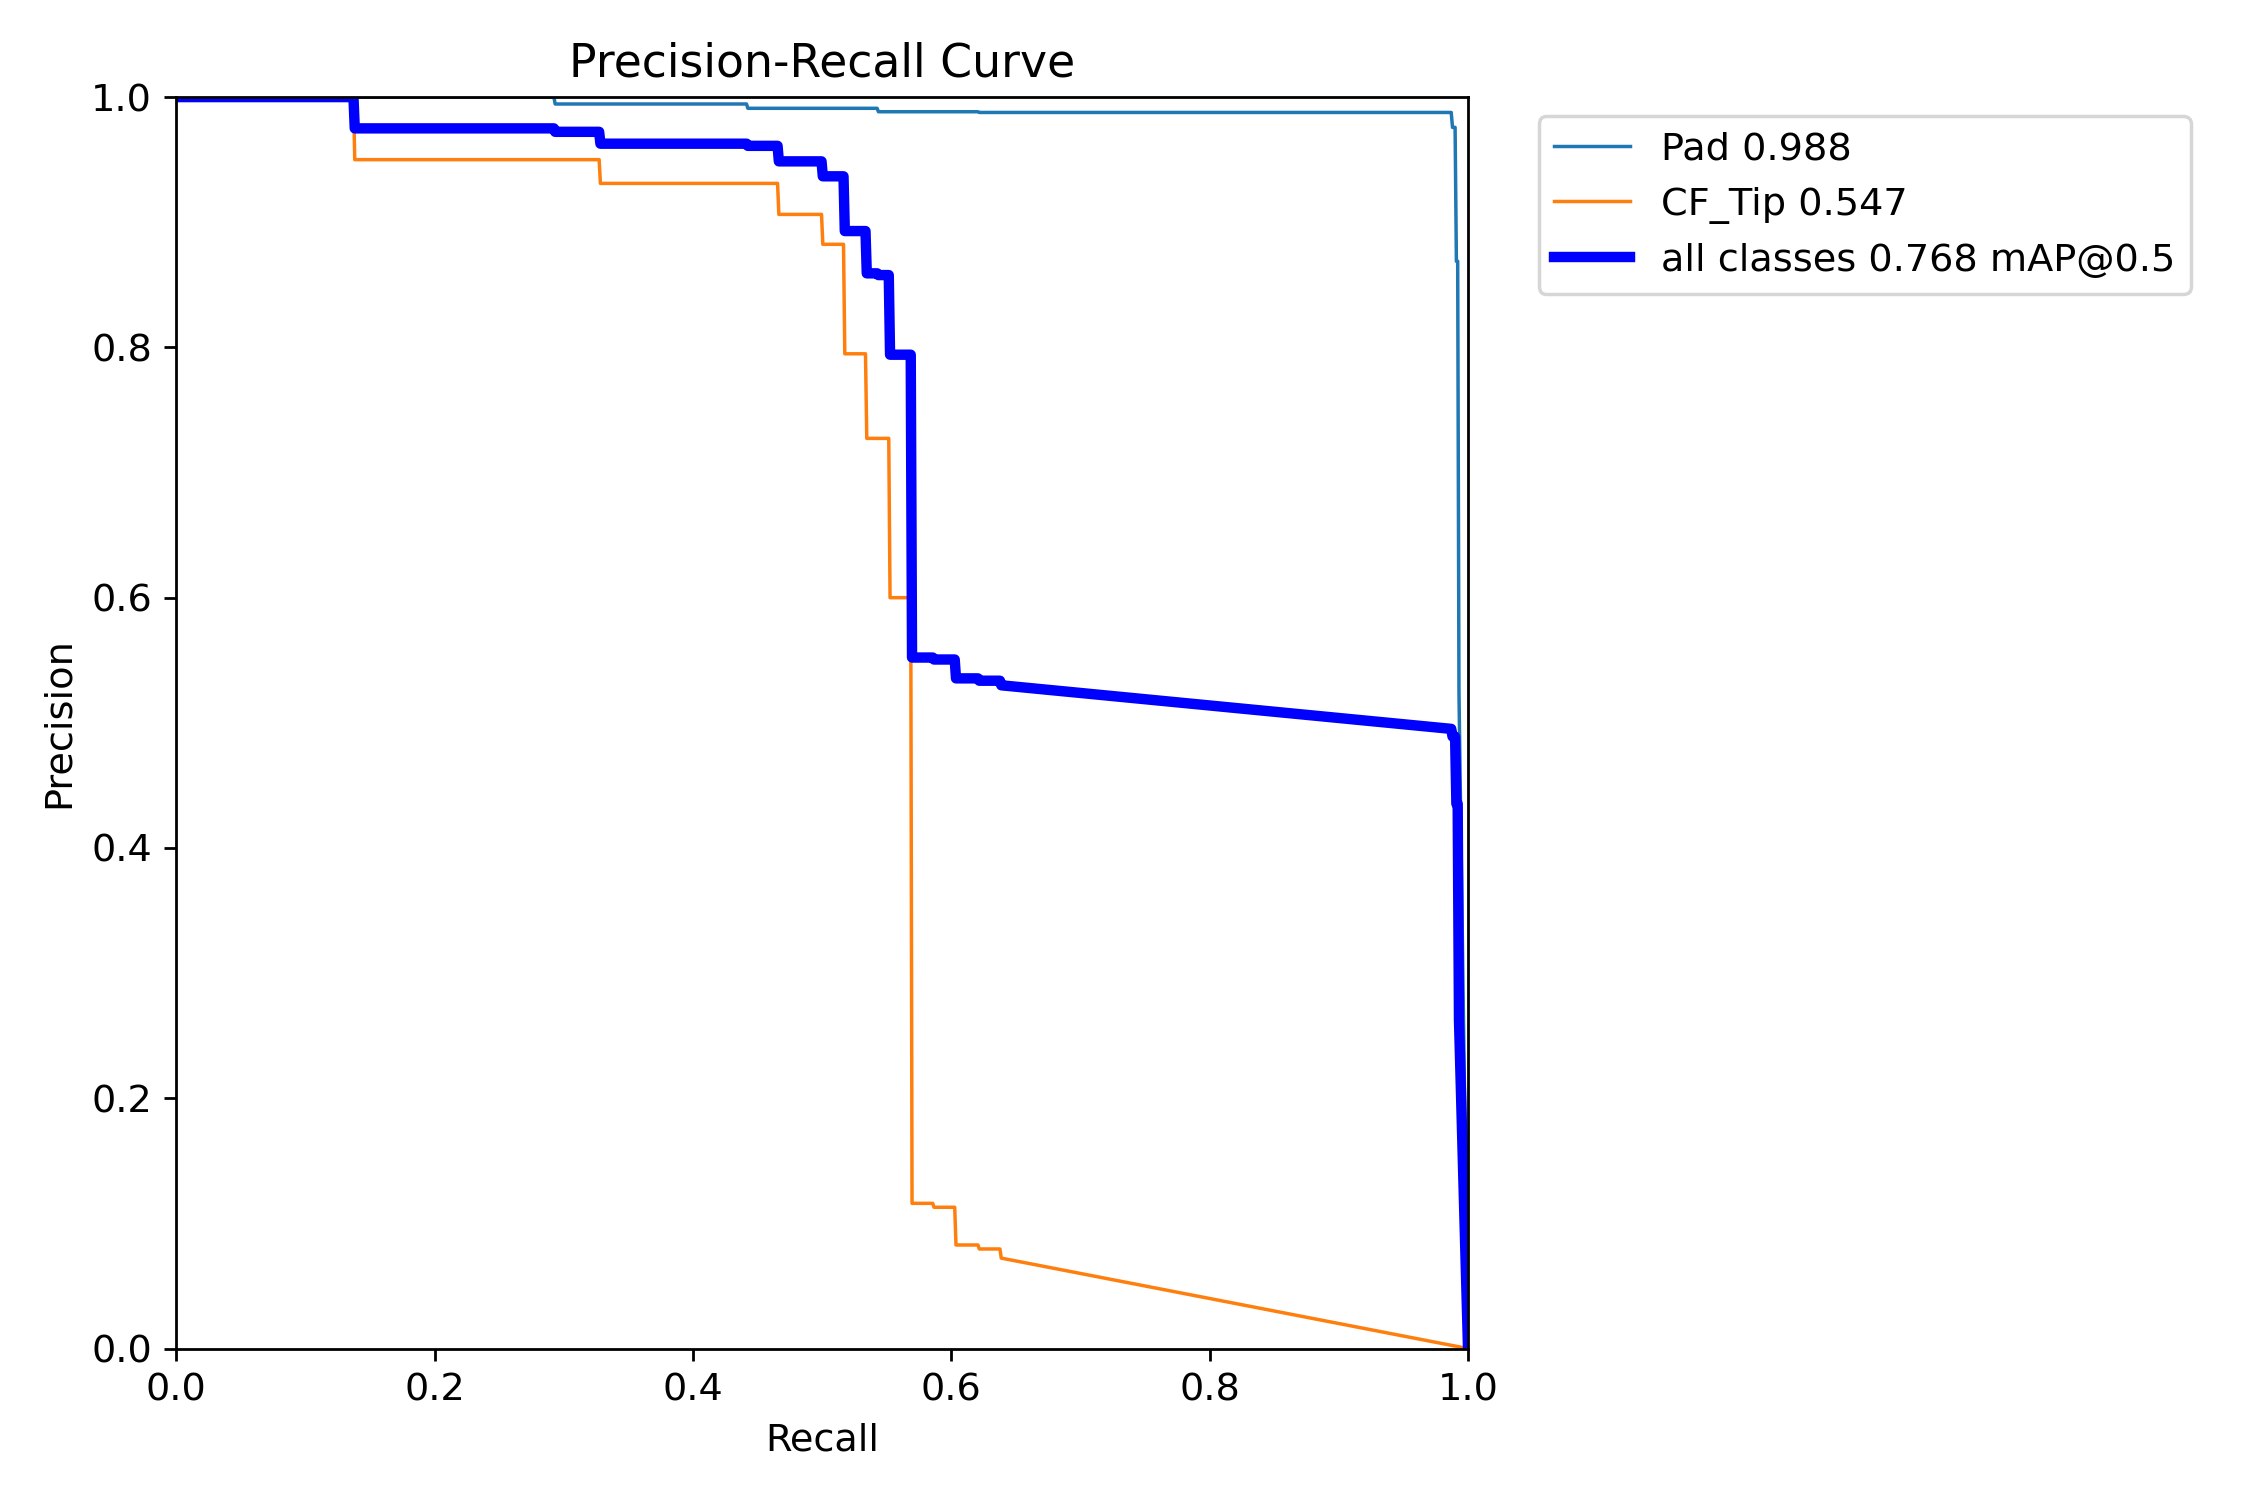 Precision-Recall Curve
1.0
0.8
0.6
0.4
0.2
0.0
Precision
0.0 0.2 0.4 0.6 0.8 1.0
Recall
Pad 0.988
CF_Tip 0.547
all classes 0.768 mAP@0.5